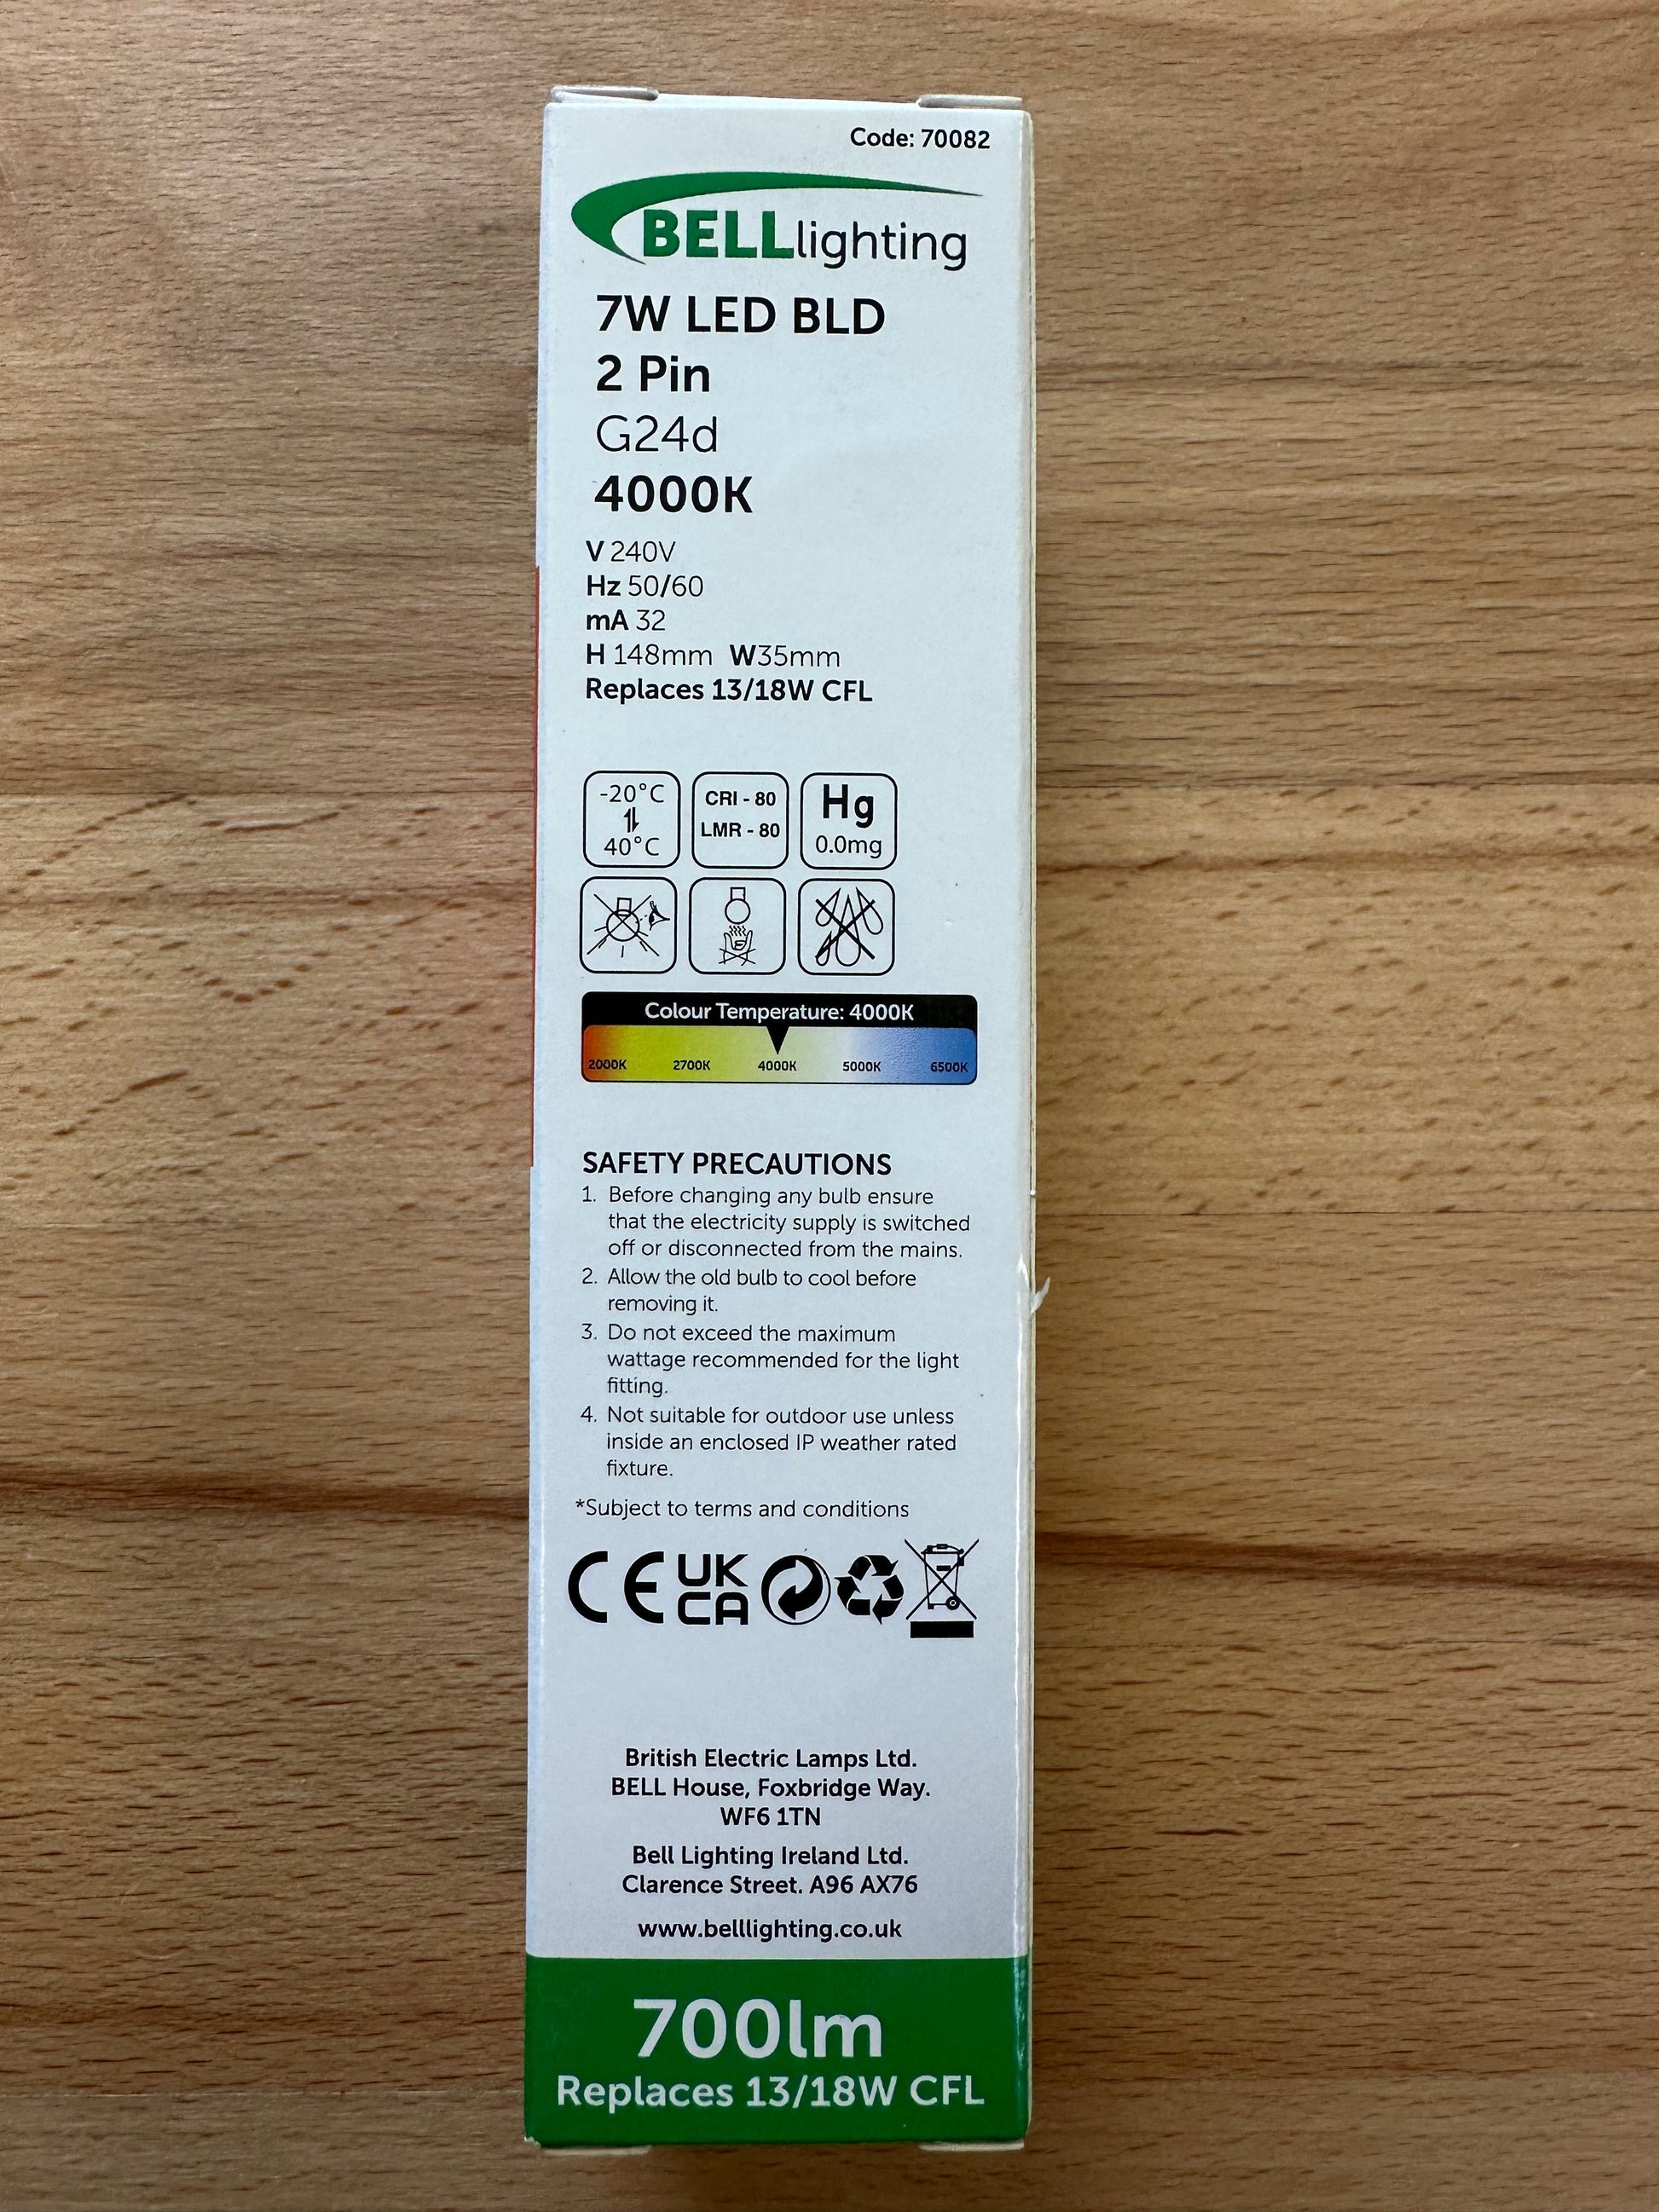 Code: 70082
BELLlighting
7W LED BLD
2 Pin
G24d
4000K
V 240V
Hz 50/60
mA 32
H 148mm W35mm
Replaces 13/18W CFL
-20°C
40°C
CRI - 80
LMR - 80
Hg
0.0mg
Colour Temperature: 4000K
2000K 2700K 4000K 5000K 6500K
SAFETY PRECAUTIONS
1. Before changing any bulb ensure
that the electricity supply is switched
off or disconnected from the mains.
2. Allow the old bulb to cool before
removing it.
3. Do not exceed the maximum
wattage recommended for the light
fitting.
4. Not suitable for outdoor use unless
inside an enclosed IP weather rated
fixture.
*Subject to terms and conditions
CE UK
CA
British Electric Lamps Ltd.
BELL House, Foxbridge Way.
WF6 1TN
Bell Lighting Ireland Ltd.
Clarence Street. A96 AX76
www.belllighting.co.uk
700lm
Replaces 13/18W CFL